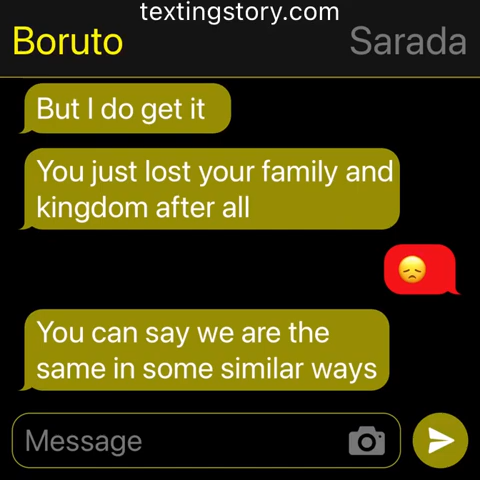 textingstory.com
Boruto
Sarada
But I do get it
You just lost your family and
kingdom after all
😞
You can say we are the
same in some similar ways
Message